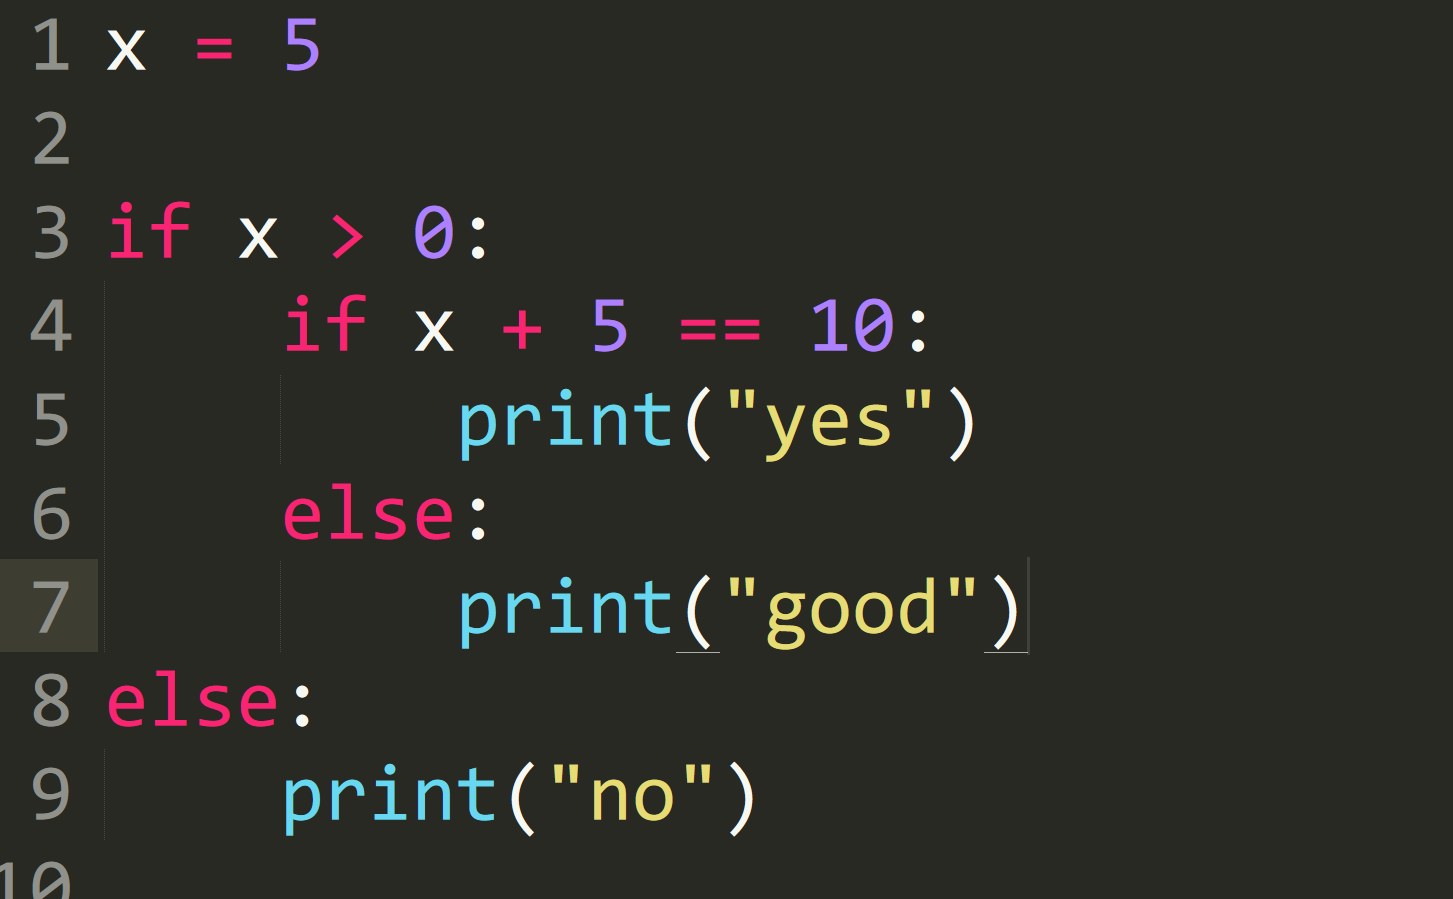 1 x = 5
2
3 if x > 0:
4     if x + 5 == 10:
5         print("yes")
6     else:
7         print("good")
8 else:
9     print("no")
10